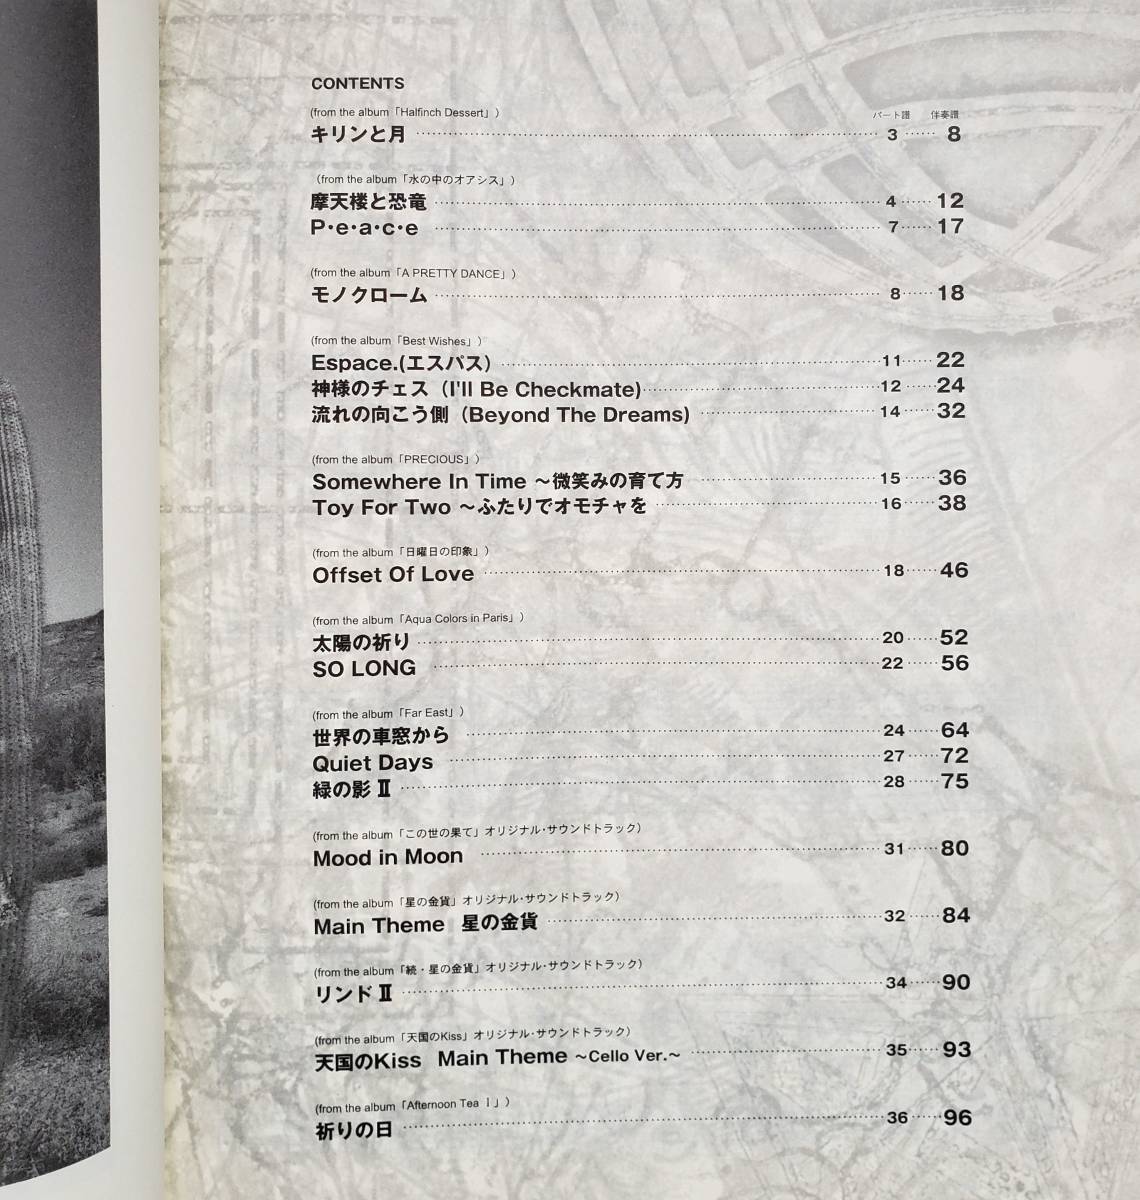 CONTENTS
(from the album「Halfinch Dessert」)
パート譜 伴奏譜
キリンと月 3 8
(from the album「水の中のオアシス」)
摩天楼と恐竜 4 12
P・e・a・c・e 7 17
(from the album「A PRETTY DANCE」)
モノクローム 8 18
(from the album「Best Wishes」)
Espace.(エスパス) 11 22
神様のチェス (I'll Be Checkmate) 12 24
流れの向こう側 (Beyond The Dreams) 14 32
(from the album「PRECIOUS」)
Somewhere In Time 〜微笑みの育て方 15 36
Toy For Two 〜ふたりでオモチャを 16 38
(from the album「日曜日の印象」)
Offset Of Love 18 46
(from the album「Aqua Colors in Paris」)
太陽の祈り 20 52
SO LONG 22 56
(from the album「Far East」)
世界の車窓から 24 64
Quiet Days 27 72
緑の影 Ⅱ 28 75
(from the album「この世の果て」オリジナル・サウンドトラック)
Mood in Moon 31 80
(from the album「星の金貨」オリジナル・サウンドトラック)
Main Theme 星の金貨 32 84
(from the album「続・星の金貨」オリジナル・サウンドトラック)
リンド Ⅱ 34 90
(from the album「天国のKiss」オリジナル・サウンドトラック)
天国のKiss Main Theme 〜Cello Ver.〜 35 93
(from the album「Afternoon Tea Ⅰ」)
祈りの日 36 96